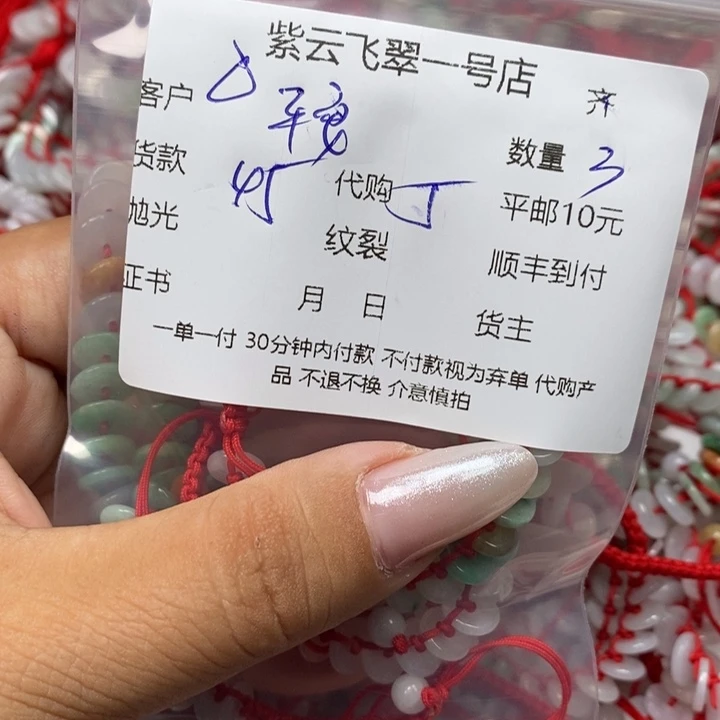 紫云飞翠一号店
齐
客户 平安
数量 3
货款 45 代购 5
平邮10元
抛光 纹裂
顺丰到付
证书 月 日 货主
一单一付 30分钟内付款 不付款视为弃单 代购产
品 不退不换 介意慎拍